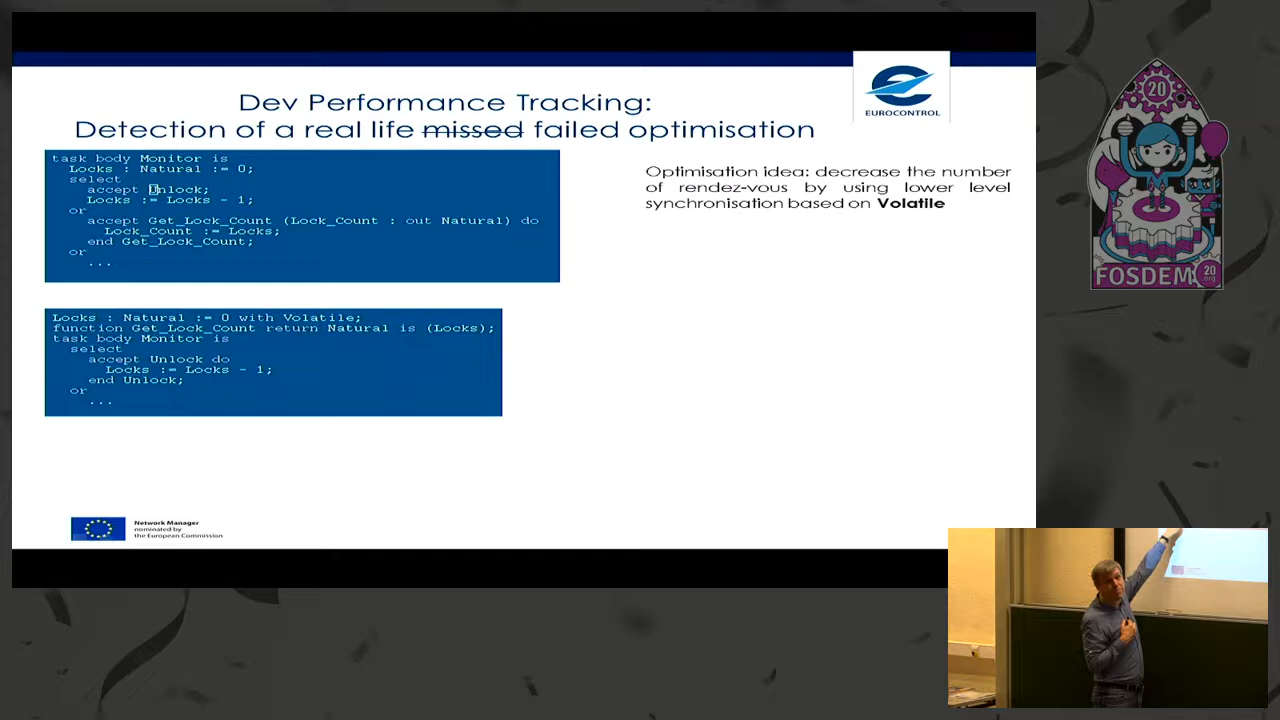 Dev Performance Tracking:
Detection of a real life missed failed optimisation
EUROCONTROL
task body Monitor is
Locks : Natural := 0;
select
accept Unlock;
Locks := Locks - 1;
or
accept Get_Lock_Count (Lock_Count : out Natural) do
Lock_Count := Locks;
end Get_Lock_Count;
or
...
Optimisation idea: decrease the number
of rendez-vous by using lower level
synchronisation based on Volatile
Locks : Natural := 0 with Volatile;
function Get_Lock_Count return Natural is (Locks);
task body Monitor is
select
accept Unlock do
Locks := Locks - 1;
end Unlock;
or
...
Network Manager
nominated by
the European Commission
20
FOSDEM
20
.org